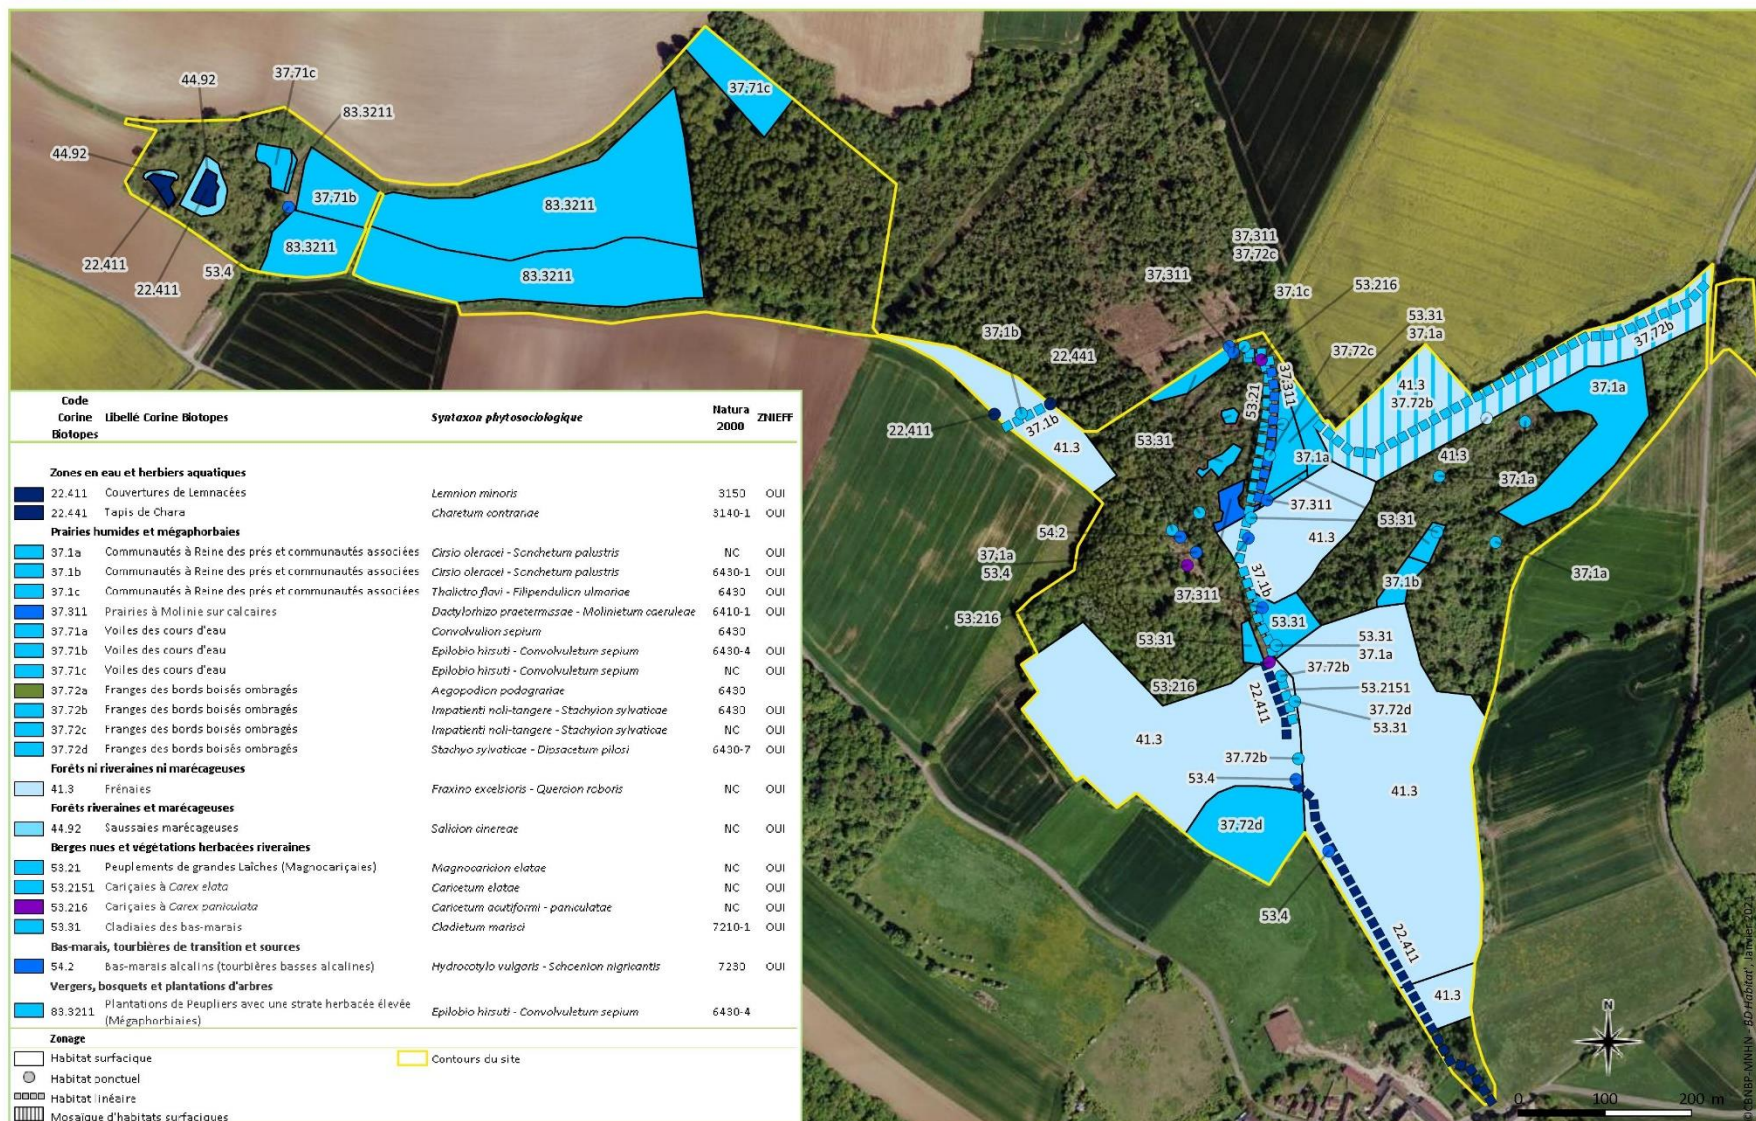 44.92
37.71c
83.3211
44.92
37.71c
37.71b
83.3211
83.3211
83.3211
22.411
22.411
53.4
37.311
37.72c
37.311
37.1c
53.216
53.31
37.1a
37.72c
37.72b
37.1b
22.441
41.3
37.72b
37.1a
53.21
37.311
22.411
37.1b
41.3
53.31
37.1a
41.3
37.1a
37.311
53.31
54.2
41.3
37.1a
53.4
37.1b
37.1a
37.1b
37.311
53.216
53.31
53.31
53.31
37.1a
53.216
37.72b
53.2151
22.411
37.72d
53.31
41.3
37.72b
53.4
41.3
37.72d
53.4
22.411
41.3
Code Corine Biotopes Libellé Corine Biotopes Syntaxon phytosociologique Natura 2000 ZNIEFF
Zones en eau et herbiers aquatiques
22.411 Couvertures de Lemnacées Lemnion minoris 3150 OUI
22.441 Tapis de Chara Charetum contrariae 3140-1 OUI
Prairies humides et mégaphorbaies
37.1a Communautés à Reine des prés et communautés associées Cirsio oleracei - Sonchetum palustris NC OUI
37.1b Communautés à Reine des prés et communautés associées Cirsio oleracei - Sonchetum palustris 6430-1 OUI
37.1c Communautés à Reine des prés et communautés associées Thalictro flavi - Filipendulion ulmariae 6430 OUI
37.311 Prairies à Molinie sur calcaires Dactylorhizo praetermissae - Molinietum caeruleae 6410-1 OUI
37.71a Voiles des cours d'eau Convolvulion sepium 6430
37.71b Voiles des cours d'eau Epilobio hirsuti - Convolvuletum sepium 6430-4 OUI
37.71c Voiles des cours d'eau Epilobio hirsuti - Convolvuletum sepium NC OUI
37.72a Franges des bords boisés ombragés Aegopodion podagrariae 6430
37.72b Franges des bords boisés ombragés Impatienti noli-tangere - Stachyion sylvaticae 6430 OUI
37.72c Franges des bords boisés ombragés Impatienti noli-tangere - Stachyion sylvaticae NC OUI
37.72d Franges des bords boisés ombragés Stachyo sylvaticae - Dipsacetum pilosi 6430-7 OUI
Forêts ni riveraines ni marécageuses
41.3 Frênaies Fraxino excelsioris - Quercion roboris NC OUI
Forêts riveraines et marécageuses
44.92 Saussaies marécageuses Salicion cinereae NC OUI
Berges nues et végétations herbacées riveraines
53.21 Peuplements de grandes Laîches (Magnocariçaies) Magnocaricion elatae NC OUI
53.2151 Cariçaies à Carex elata Caricetum elatae NC OUI
53.216 Cariçaies à Carex paniculata Caricetum acutiformi - paniculatae NC OUI
53.31 Cladiaies des bas-marais Cladietum marisci 7210-1 OUI
Bas-marais, tourbières de transition et sources
54.2 Bas-marais alcalins (tourbières basses alcalines) Hydrocotylo vulgaris - Schoenion nigricantis 7230 OUI
Vergers, bosquets et plantations d'arbres
83.3211 Plantations de Peupliers avec une strate herbacée élevée (Mégaphorbiaies) Epilobio hirsuti - Convolvuletum sepium 6430-4
Zonage
Habitat surfacique
Contours du site
Habitat ponctuel
Habitat linéaire
Mosaïque d'habitats surfaciques
N
0 100 200 m
©CBNBP-MNHN - BD Habitat, Janvier 2021